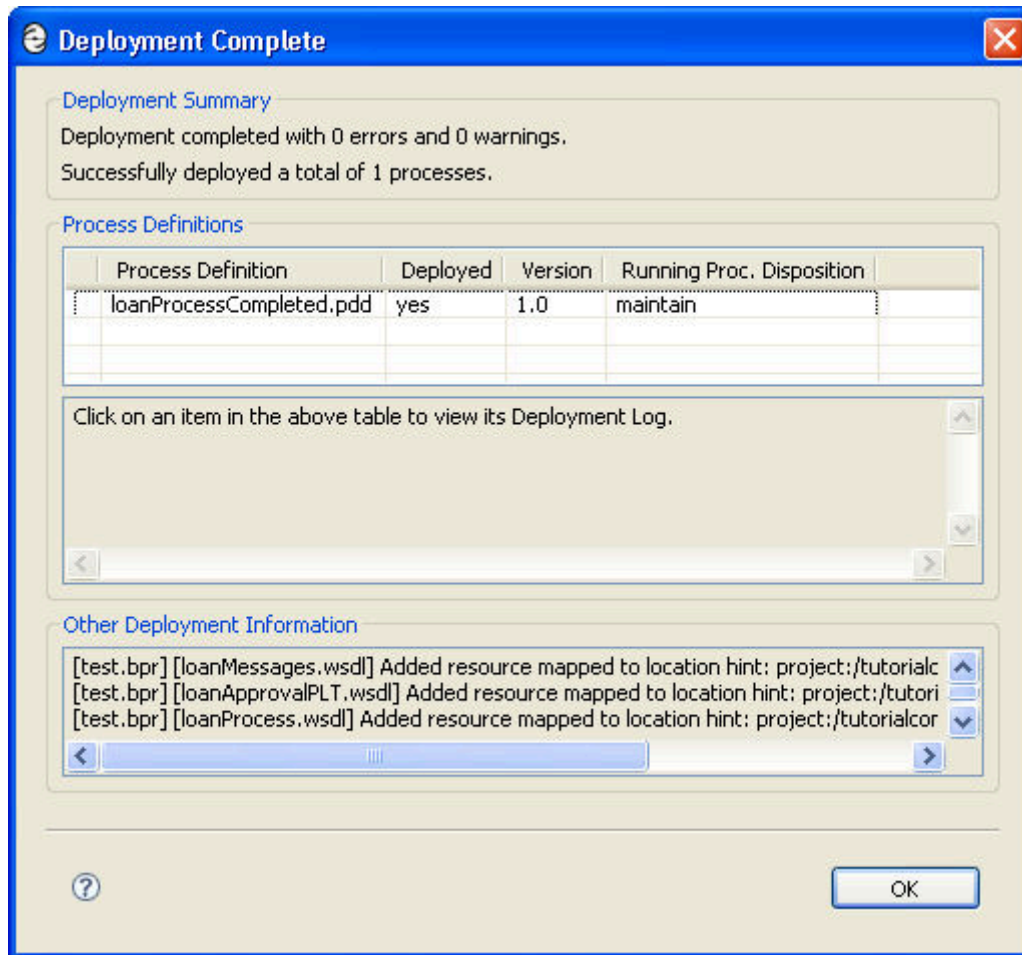 Deployment Complete
Deployment Summary
Deployment completed with 0 errors and 0 warnings.
Successfully deployed a total of 1 processes.
Process Definitions
Process Definition Deployed Version Running Proc. Disposition
loanProcessCompleted.pdd yes 1.0 maintain
Click on an item in the above table to view its Deployment Log.
Other Deployment Information
[test.bpr] [loanMessages.wsdl] Added resource mapped to location hint: project:/tutorialc
[test.bpr] [loanApprovalPLT.wsdl] Added resource mapped to location hint: project:/tutori
[test.bpr] [loanProcess.wsdl] Added resource mapped to location hint: project:/tutorialcor
?
OK